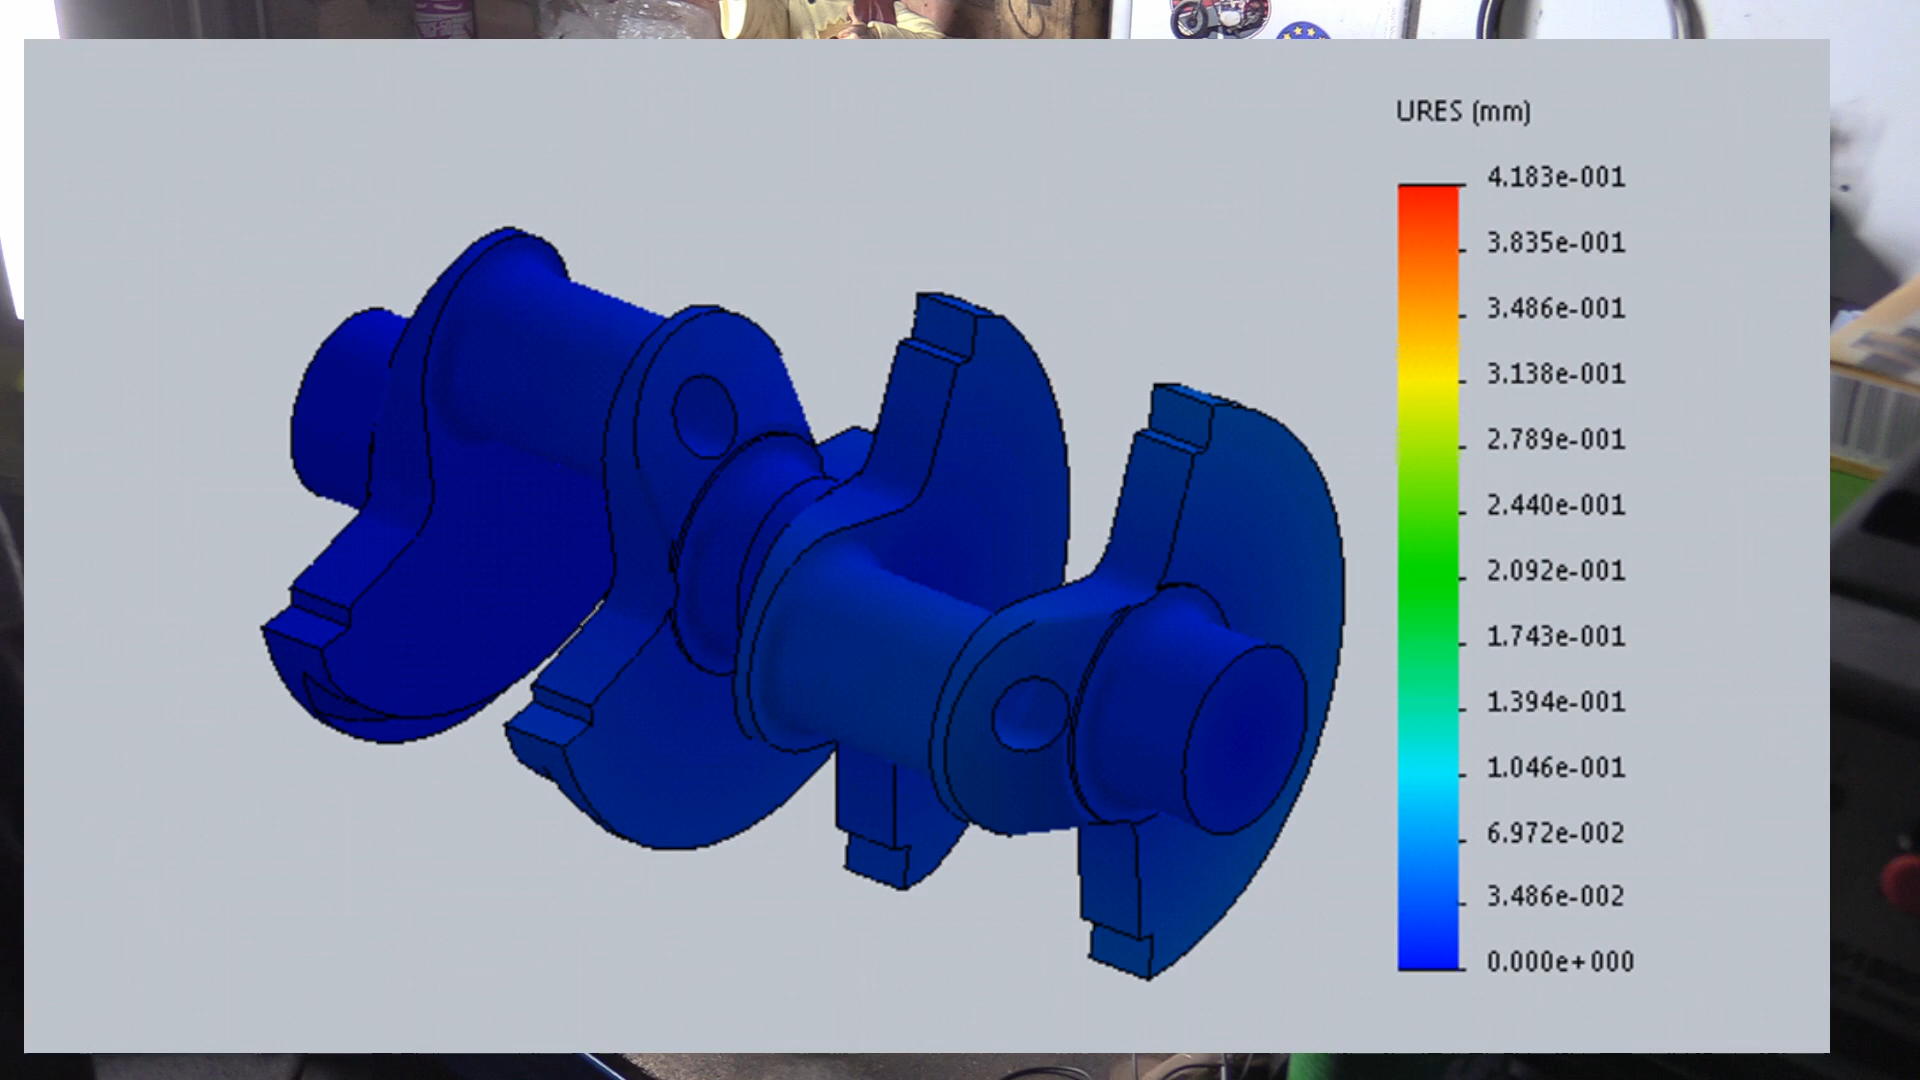 URES (mm)
4.183e-001
3.835e-001
3.486e-001
3.138e-001
2.789e-001
2.440e-001
2.092e-001
1.743e-001
1.394e-001
1.046e-001
6.972e-002
3.486e-002
0.000e+000